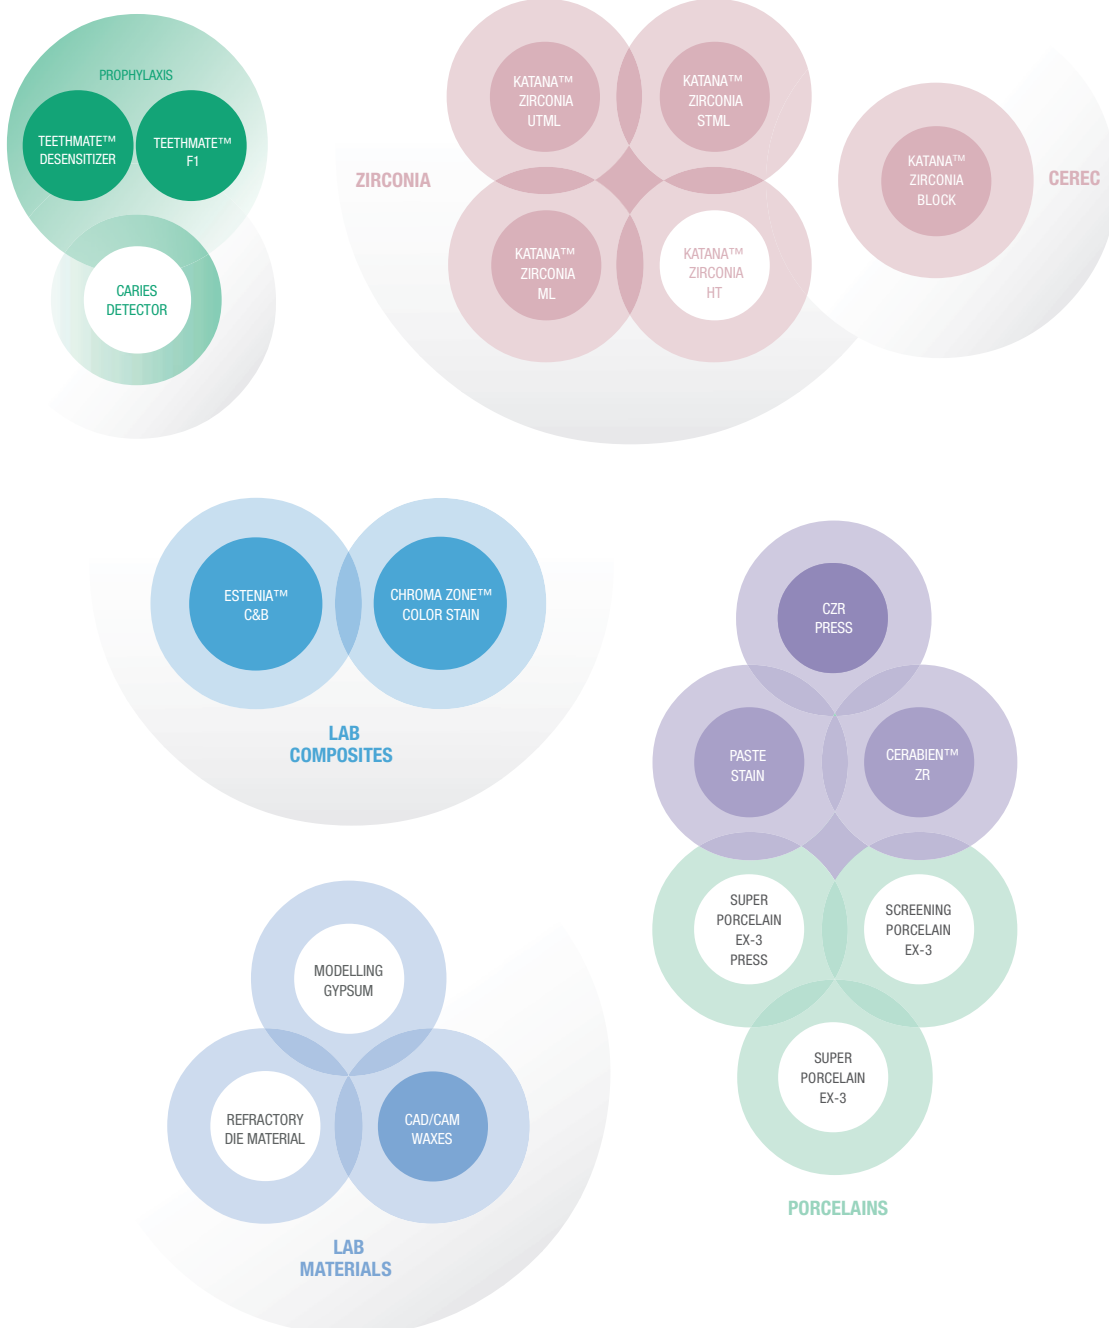 PROPHYLAXIS
TEETHMATE™
DESENSITIZER
TEETHMATE™
F1
CARIES
DETECTOR
ZIRCONIA
KATANA™
ZIRCONIA
UTML
KATANA™
ZIRCONIA
STML
KATANA™
ZIRCONIA
ML
KATANA™
ZIRCONIA
HT
KATANA™
ZIRCONIA
BLOCK
CEREC
ESTENIA™
C&B
CHROMA ZONE™
COLOR STAIN
LAB
COMPOSITES
CZR
PRESS
PASTE
STAIN
CERABIEN™
ZR
SUPER
PORCELAIN
EX-3
PRESS
SCREENING
PORCELAIN
EX-3
SUPER
PORCELAIN
EX-3
PORCELAINS
MODELLING
GYPSUM
REFRACTORY
DIE MATERIAL
CAD/CAM
WAXES
LAB
MATERIALS